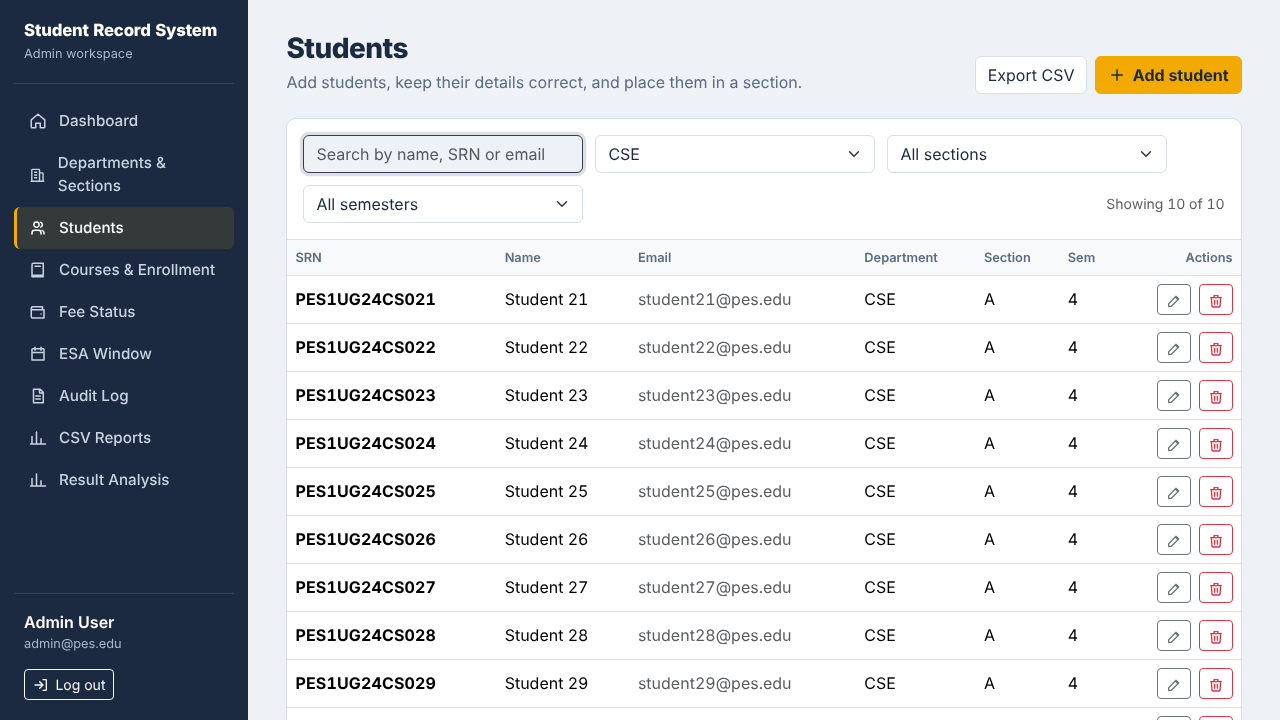 Student Record System
Admin workspace
Dashboard
Departments &
Sections
Students
Courses & Enrollment
Fee Status
ESA Window
Audit Log
CSV Reports
Result Analysis
Admin User
admin@pes.edu
Log out
Students
Add students, keep their details correct, and place them in a section.
Export CSV
+ Add student
Search by name, SRN or email
CSE
All sections
All semesters
Showing 10 of 10
SRN Name Email Department Section Sem Actions
PES1UG24CS021 Student 21 student21@pes.edu CSE A 4
PES1UG24CS022 Student 22 student22@pes.edu CSE A 4
PES1UG24CS023 Student 23 student23@pes.edu CSE A 4
PES1UG24CS024 Student 24 student24@pes.edu CSE A 4
PES1UG24CS025 Student 25 student25@pes.edu CSE A 4
PES1UG24CS026 Student 26 student26@pes.edu CSE A 4
PES1UG24CS027 Student 27 student27@pes.edu CSE A 4
PES1UG24CS028 Student 28 student28@pes.edu CSE A 4
PES1UG24CS029 Student 29 student29@pes.edu CSE A 4